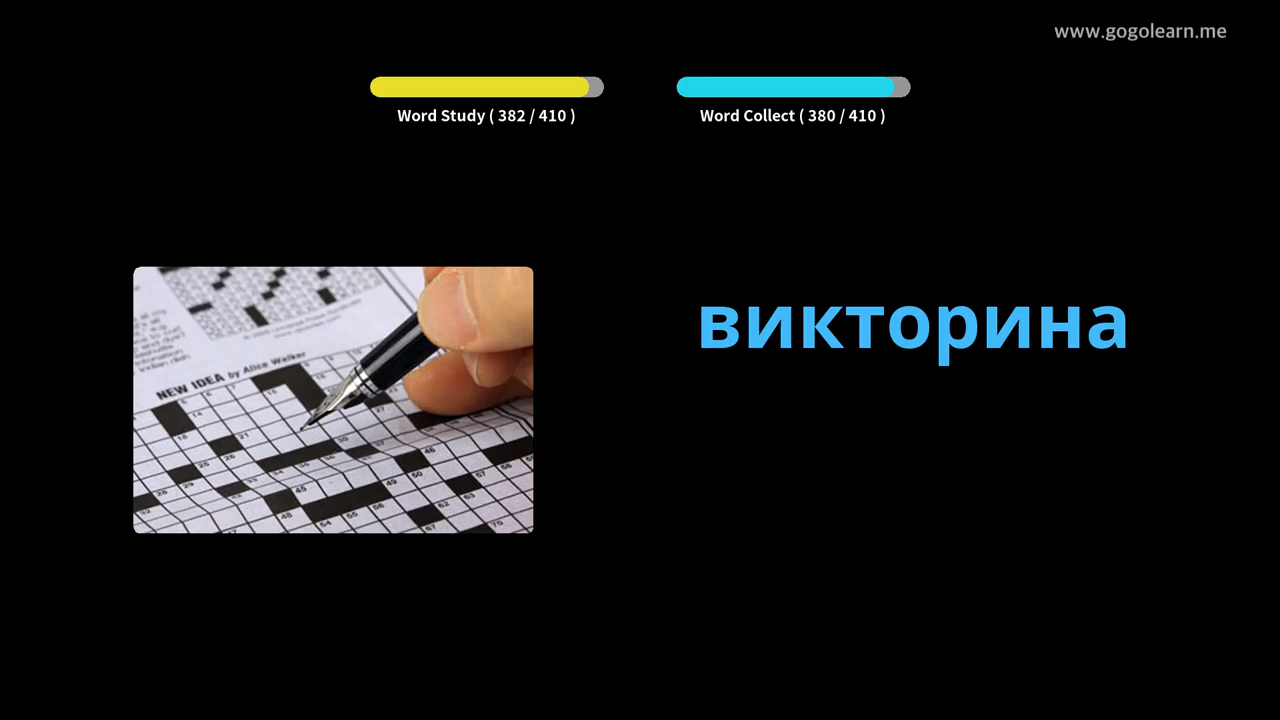 www.gogolearn.me
Word Study ( 382 / 410 )
Word Collect ( 380 / 410 )
викторина
NEW IDEA by Alice Walker